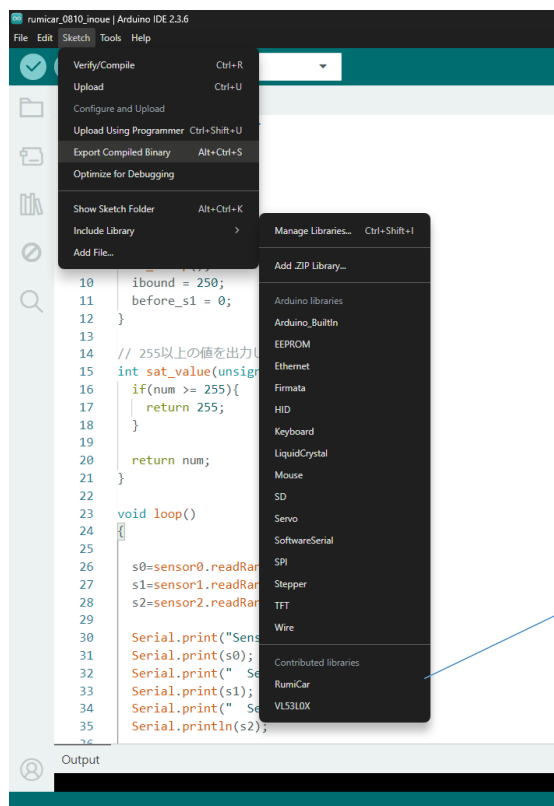 rumicar_0810_inoue | Arduino IDE 2.3.6
File Edit Sketch Tools Help
Verify/Compile Ctrl+R
Upload Ctrl+U
Configure and Upload
Upload Using Programmer Ctrl+Shift+U
Export Compiled Binary Alt+Ctrl+S
Optimize for Debugging
Show Sketch Folder Alt+Ctrl+K
Include Library
Add File...
Manage Libraries... Ctrl+Shift+I
Add .ZIP Library...
Arduino libraries
Arduino_BuiltIn
EEPROM
Ethernet
Firmata
HID
Keyboard
LiquidCrystal
Mouse
SD
Servo
SoftwareSerial
SPI
Stepper
TFT
Wire
Contributed libraries
RumiCar
VL53L0X
10 ibound = 250;
11 before_s1 = 0;
12 }
13
14 // 255以上の値を出力し
15 int sat_value(unsigr
16 if(num >= 255){
17 return 255;
18 }
19
20 return num;
21 }
22
23 void loop()
24 {
25
26 s0=sensor0.readRar
27 s1=sensor1.readRar
28 s2=sensor2.readRar
29
30 Serial.print("Sens
31 Serial.print(s0);
32 Serial.print(" Se
33 Serial.print(s1);
34 Serial.print(" Se
35 Serial.println(s2);
Output